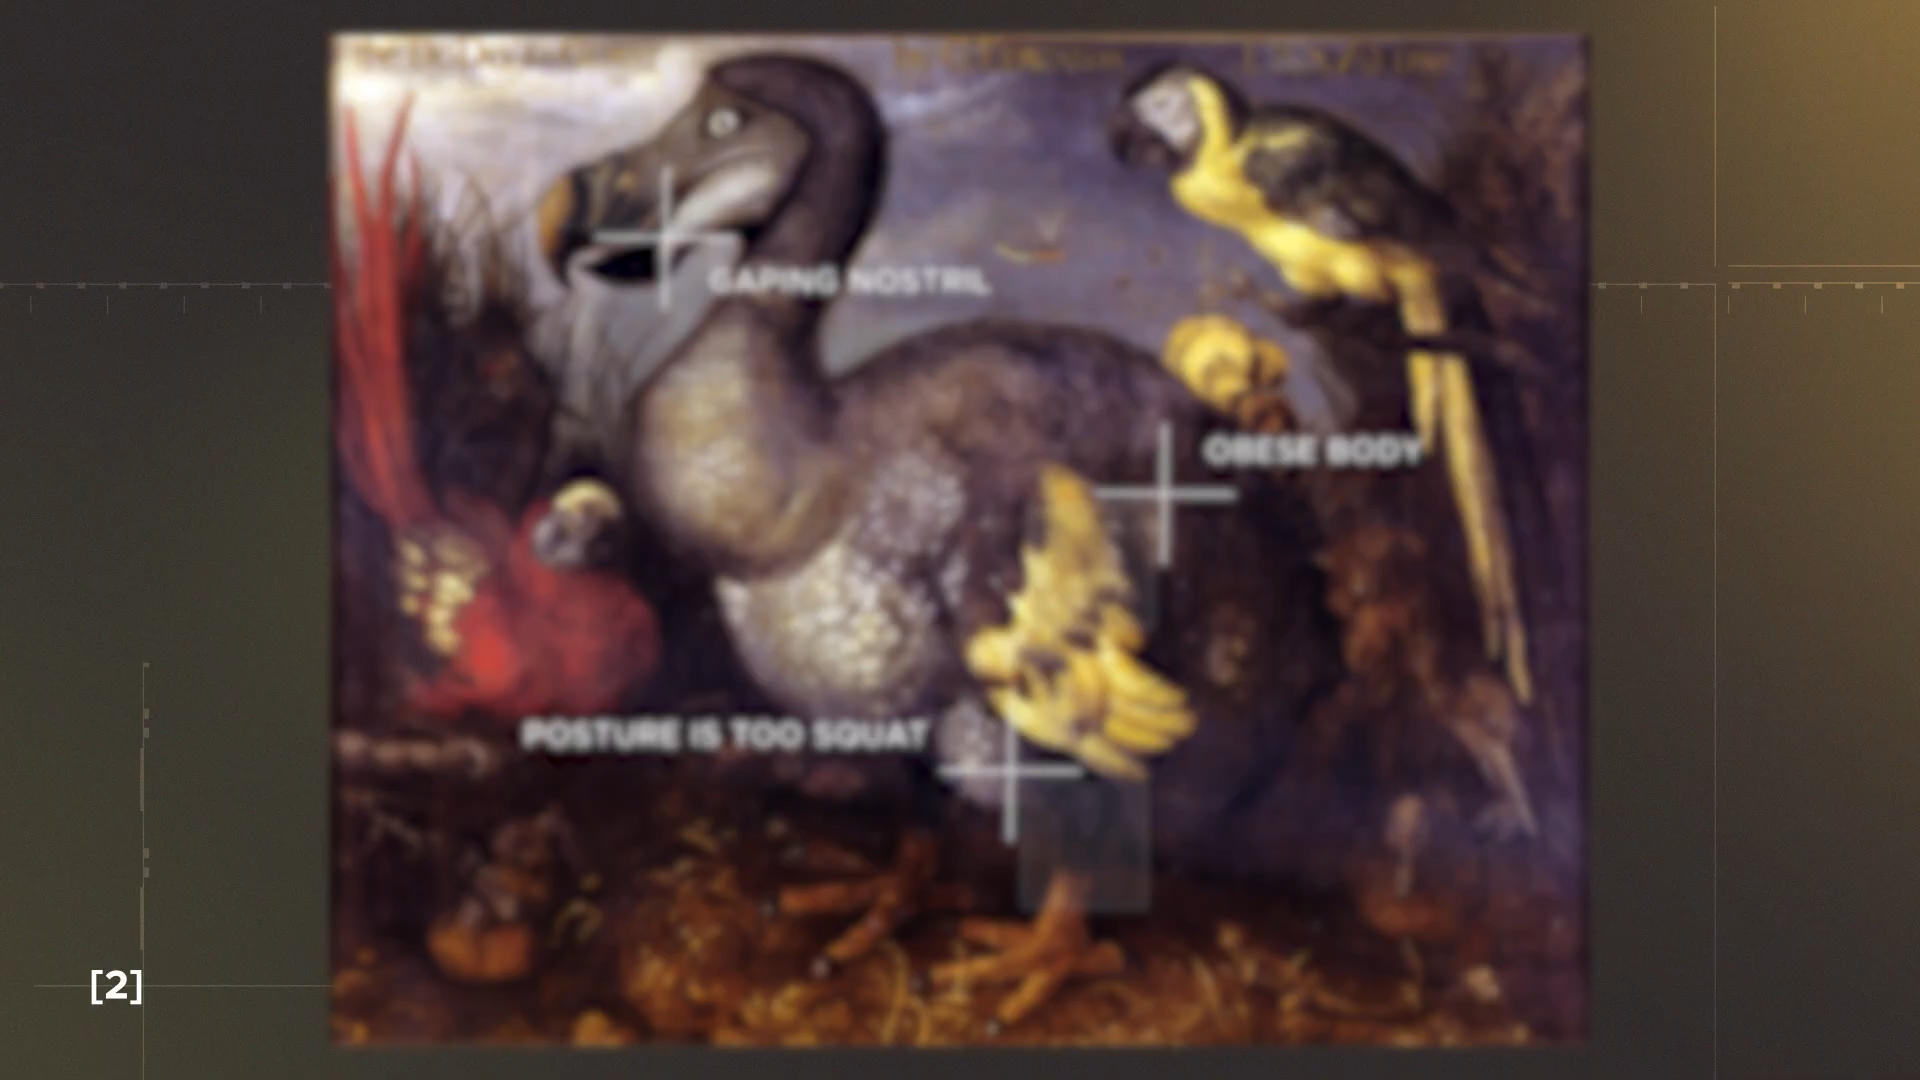 GAPING NOSTRIL
OBESE BODY
POSTURE IS TOO SQUAT
[2]